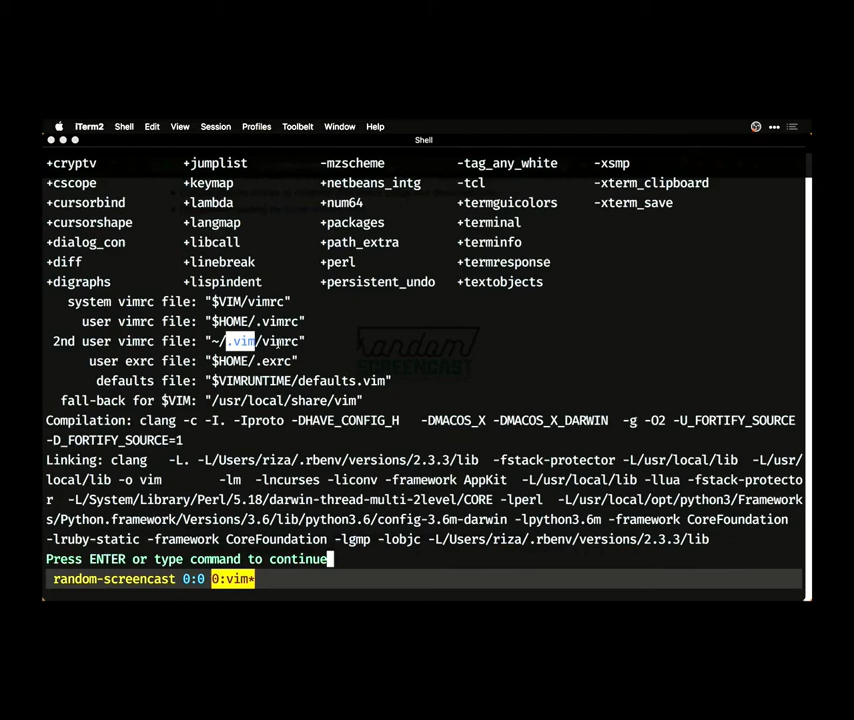 iTerm2 Shell Edit View Session Profiles Toolbelt Window Help
Shell
+cryptv +jumplist -mzscheme -tag_any_white -xsmp
+cscope +keymap +netbeans_intg -tcl -xterm_clipboard
+cursorbind +lambda +num64 +termguicolors -xterm_save
+cursorshape +langmap +packages +terminal
+dialog_con +libcall +path_extra +terminfo
+diff +linebreak +perl +termresponse
+digraphs +lispindent +persistent_undo +textobjects
system vimrc file: "$VIM/vimrc"
user vimrc file: "$HOME/.vimrc"
2nd user vimrc file: "~/.vim/vimrc"
user exrc file: "$HOME/.exrc"
defaults file: "$VIMRUNTIME/defaults.vim"
fall-back for $VIM: "/usr/local/share/vim"
random
SCREENCAST
Compilation: clang -c -I. -Iproto -DHAVE_CONFIG_H -DMACOS_X -DMACOS_X_DARWIN -g -O2 -U_FORTIFY_SOURCE
-D_FORTIFY_SOURCE=1
Linking: clang -L. -L/Users/riza/.rbenv/versions/2.3.3/lib -fstack-protector -L/usr/local/lib -L/usr/
local/lib -o vim -lm -lncurses -liconv -framework AppKit -L/usr/local/lib -llua -fstack-protecto
r -L/System/Library/Perl/5.18/darwin-thread-multi-2level/CORE -lperl -L/usr/local/opt/python3/Framework
s/Python.framework/Versions/3.6/lib/python3.6/config-3.6m-darwin -lpython3.6m -framework CoreFoundation
-lruby-static -framework CoreFoundation -lgmp -lobjc -L/Users/riza/.rbenv/versions/2.3.3/lib
Press ENTER or type command to continue
random-screencast 0:0 0:vim*